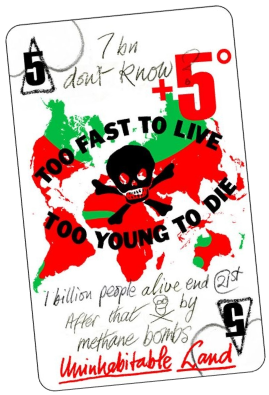 5
7 bn
don't know
+5°
TOO FAST TO LIVE
TOO YOUNG TO DIE
1 billion people alive end 21st
After that by
methane bombs
Uninhabitable Land
5